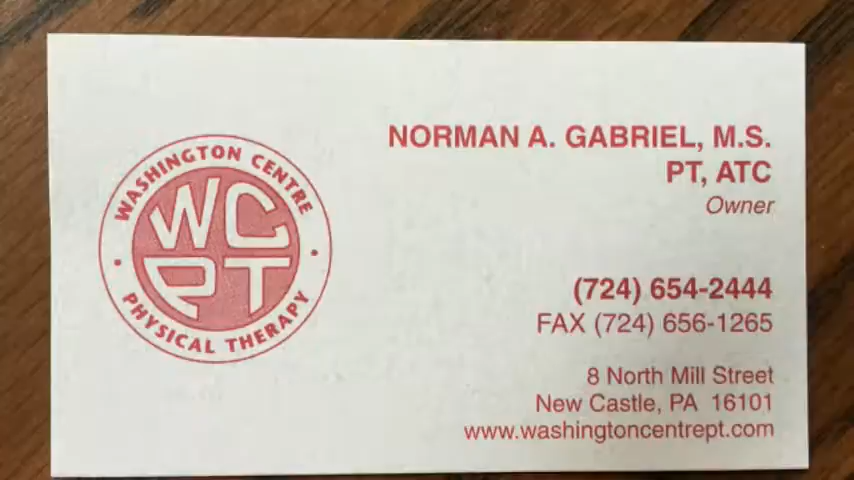 WASHINGTON CENTRE
WC
PT
PHYSICAL THERAPY
NORMAN A. GABRIEL, M.S.
PT, ATC
Owner
(724) 654-2444
FAX (724) 656-1265
8 North Mill Street
New Castle, PA 16101
www.washingtoncentrept.com